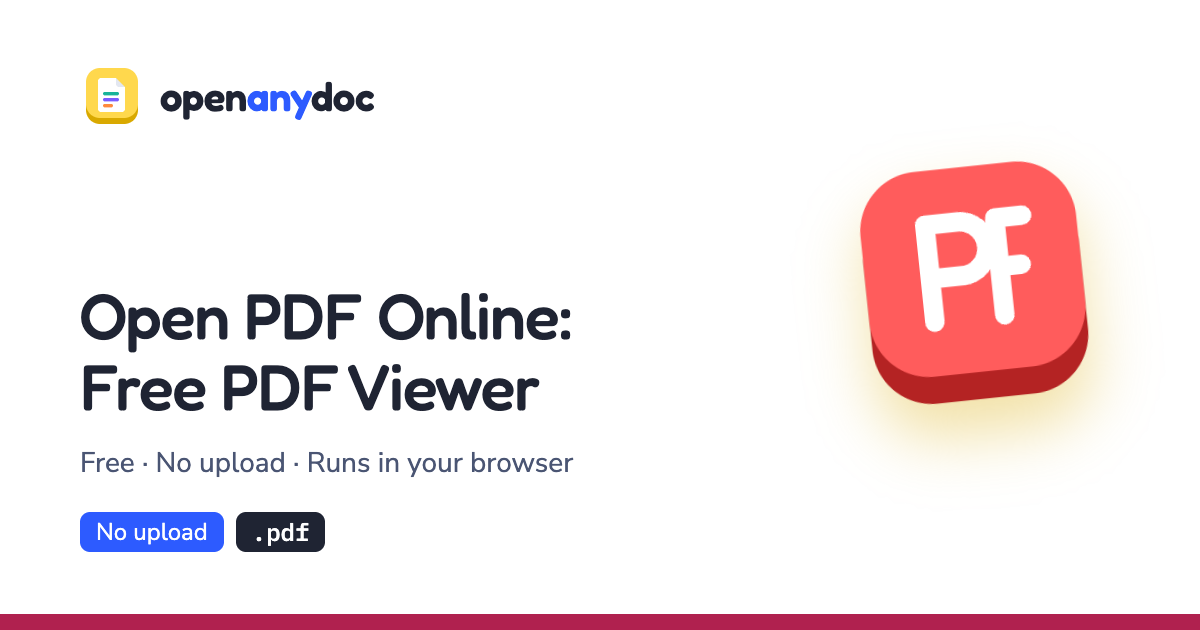 openanydoc
PF
Open PDF Online:
Free PDF Viewer
Free · No upload · Runs in your browser
No upload
.pdf